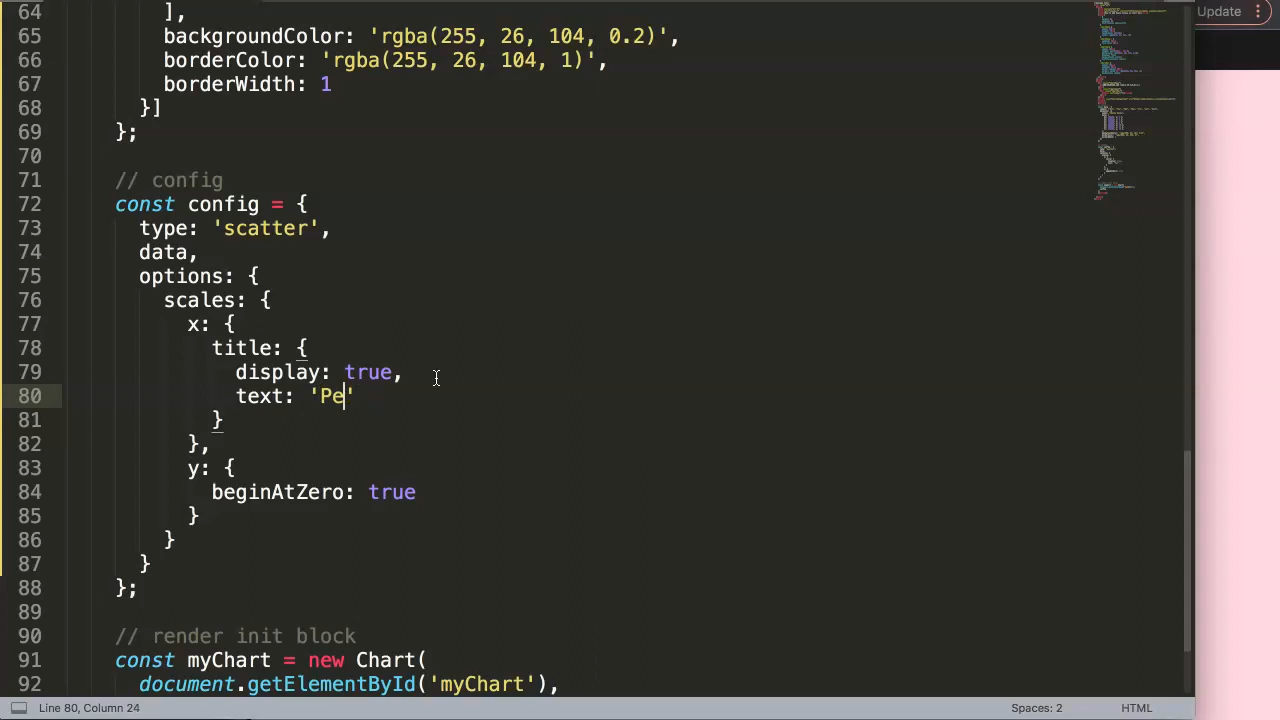 Update
64 ],
65 backgroundColor: 'rgba(255, 26, 104, 0.2)',
66 borderColor: 'rgba(255, 26, 104, 1)',
67 borderWidth: 1
68 }]
69 };
70
71 // config
72 const config = {
73 type: 'scatter',
74 data,
75 options: {
76 scales: {
77 x: {
78 title: {
79 display: true,
80 text: 'Pe'
81 }
82 },
83 y: {
84 beginAtZero: true
85 }
86 }
87 }
88 };
89
90 // render init block
91 const myChart = new Chart(
92 document.getElementById('myChart'),
Line 80, Column 24
Spaces: 2
HTML